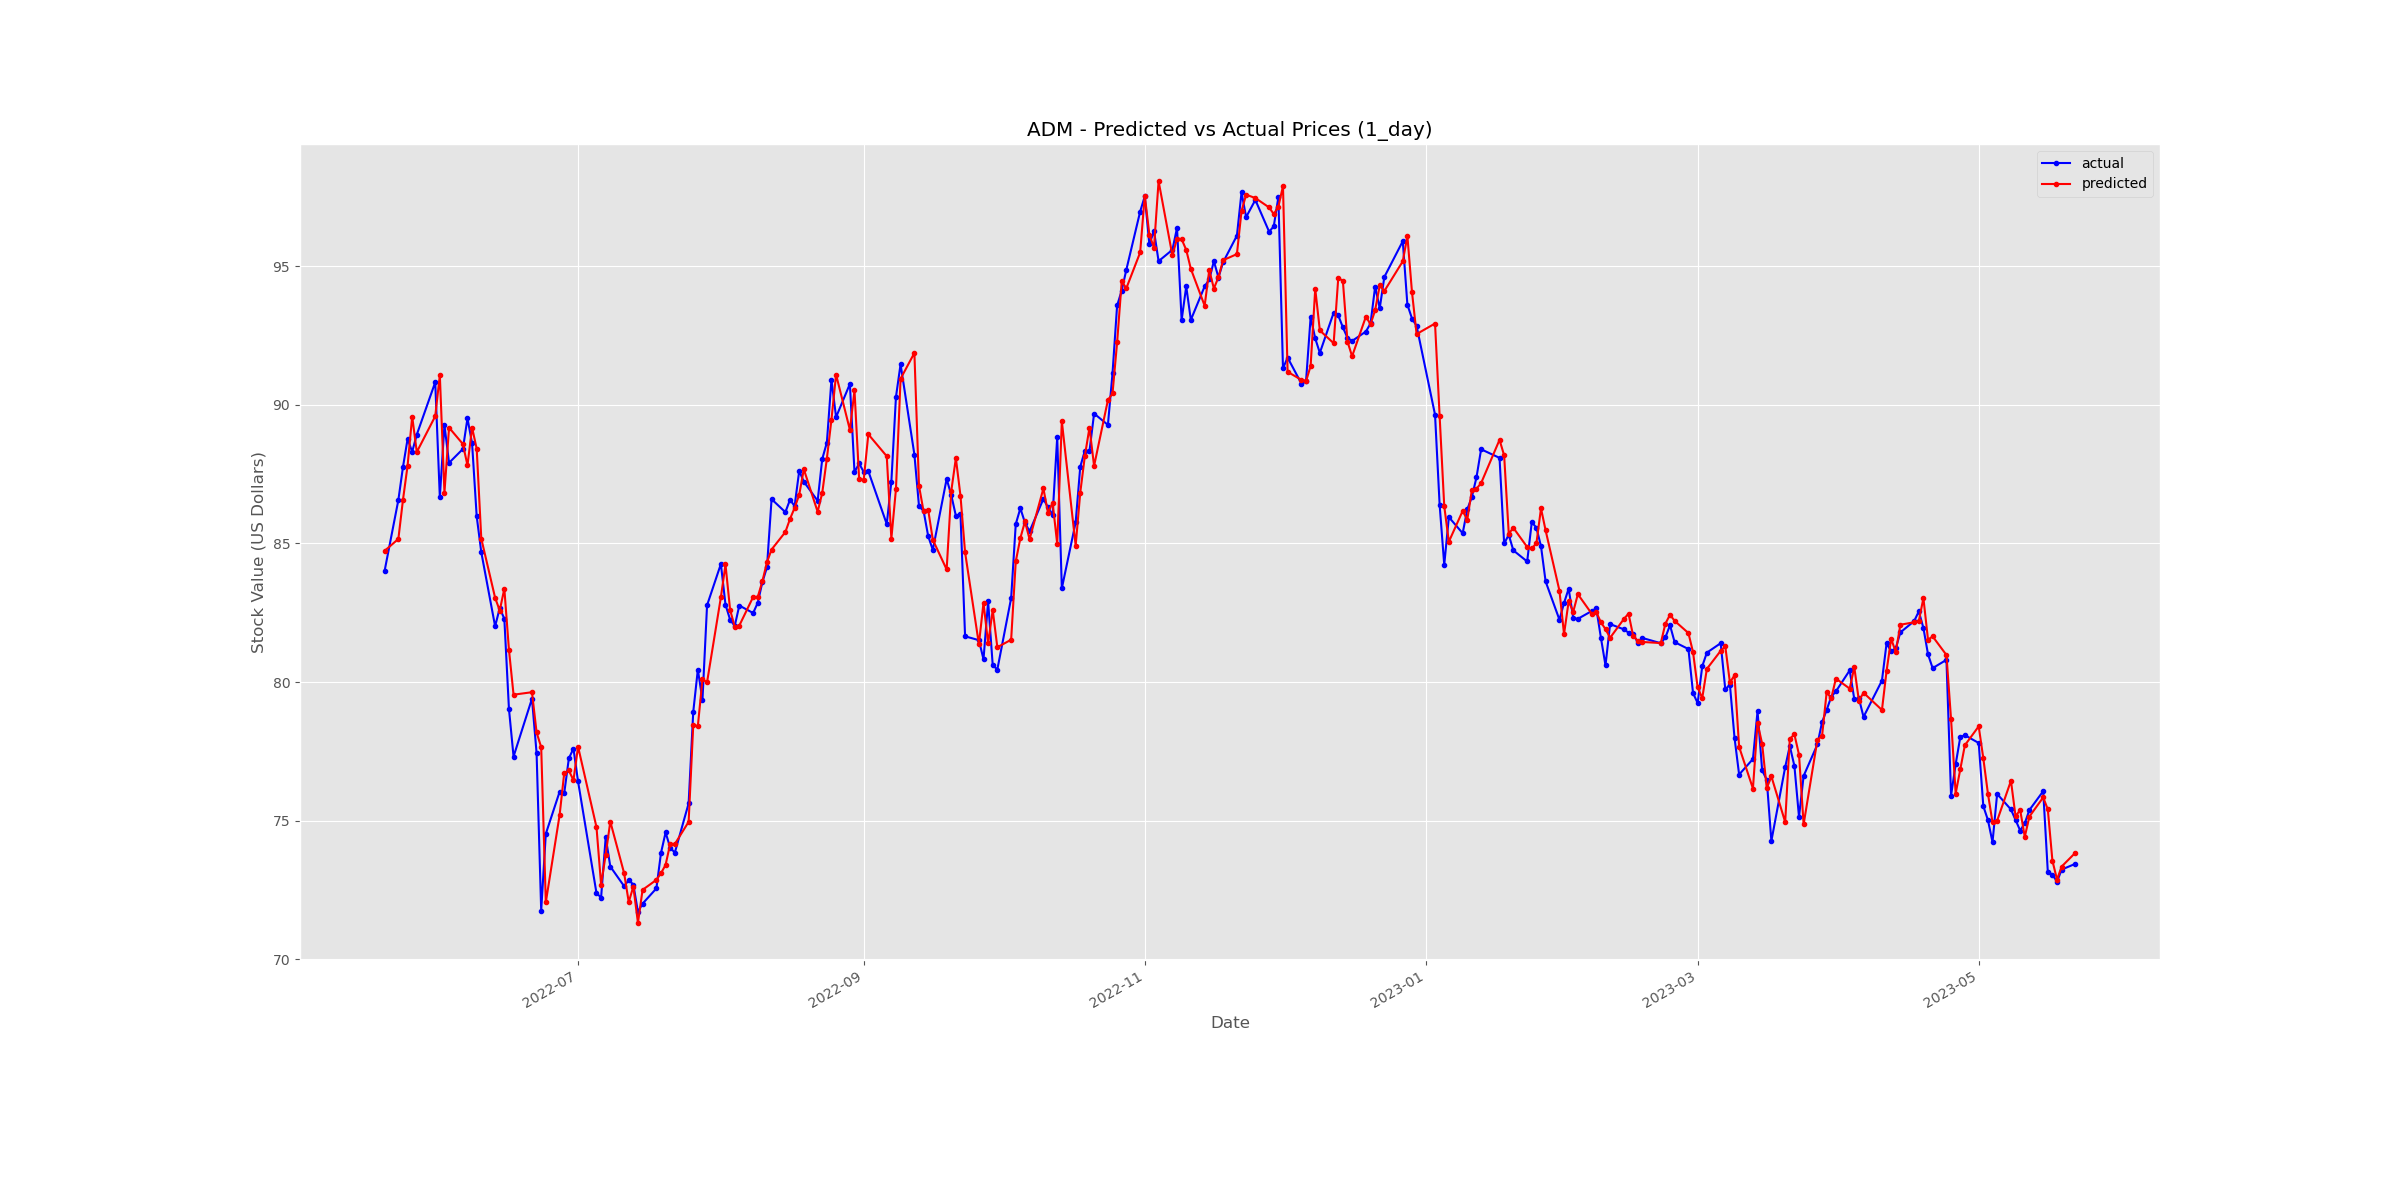 ADM - Predicted vs Actual Prices (1_day)
actual
predicted
Stock Value (US Dollars)
95
90
85
80
75
70
2022-07
2022-09
2022-11
2023-01
2023-03
2023-05
Date